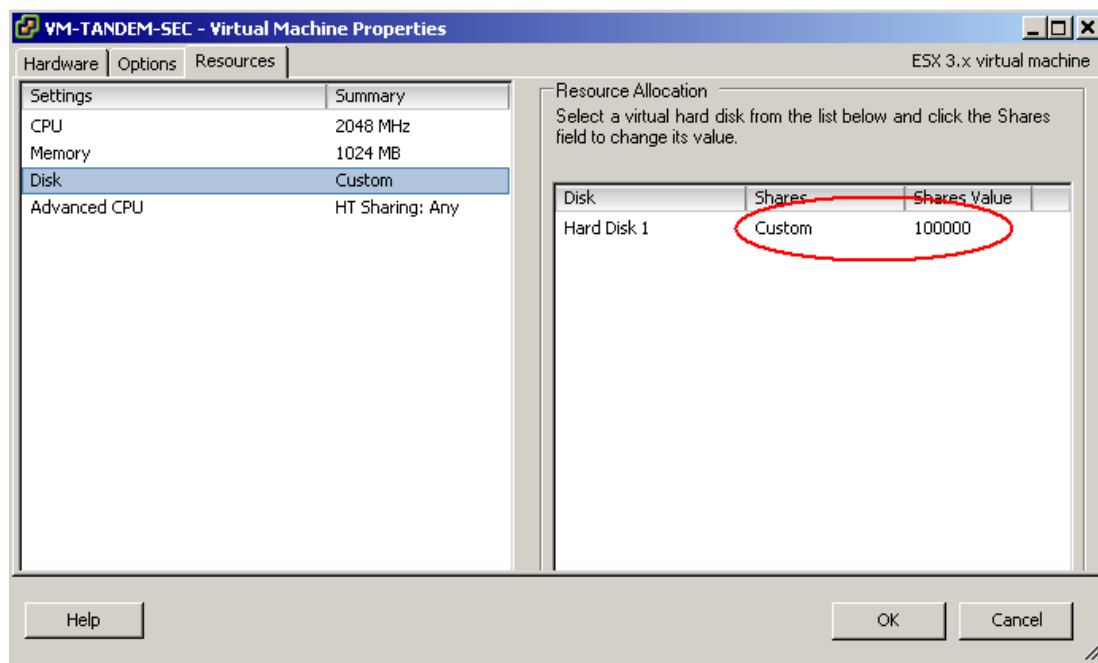 VM-TANDEM-SEC - Virtual Machine Properties
Hardware Options Resources ESX 3.x virtual machine
Settings Summary
CPU 2048 MHz
Memory 1024 MB
Disk Custom
Advanced CPU HT Sharing: Any
Resource Allocation
Select a virtual hard disk from the list below and click the Shares
field to change its value.
Disk Shares Shares Value
Hard Disk 1 Custom 100000
Help OK Cancel